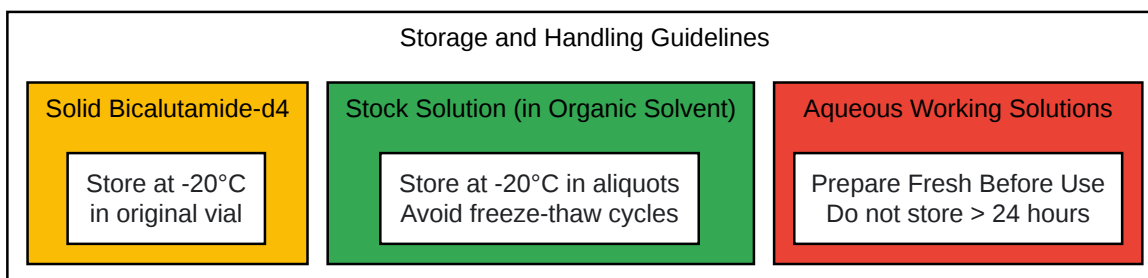 Storage and Handling Guidelines
Solid Bicalutamide-d4
Store at -20°C
in original vial
Stock Solution (in Organic Solvent)
Store at -20°C in aliquots
Avoid freeze-thaw cycles
Aqueous Working Solutions
Prepare Fresh Before Use
Do not store > 24 hours